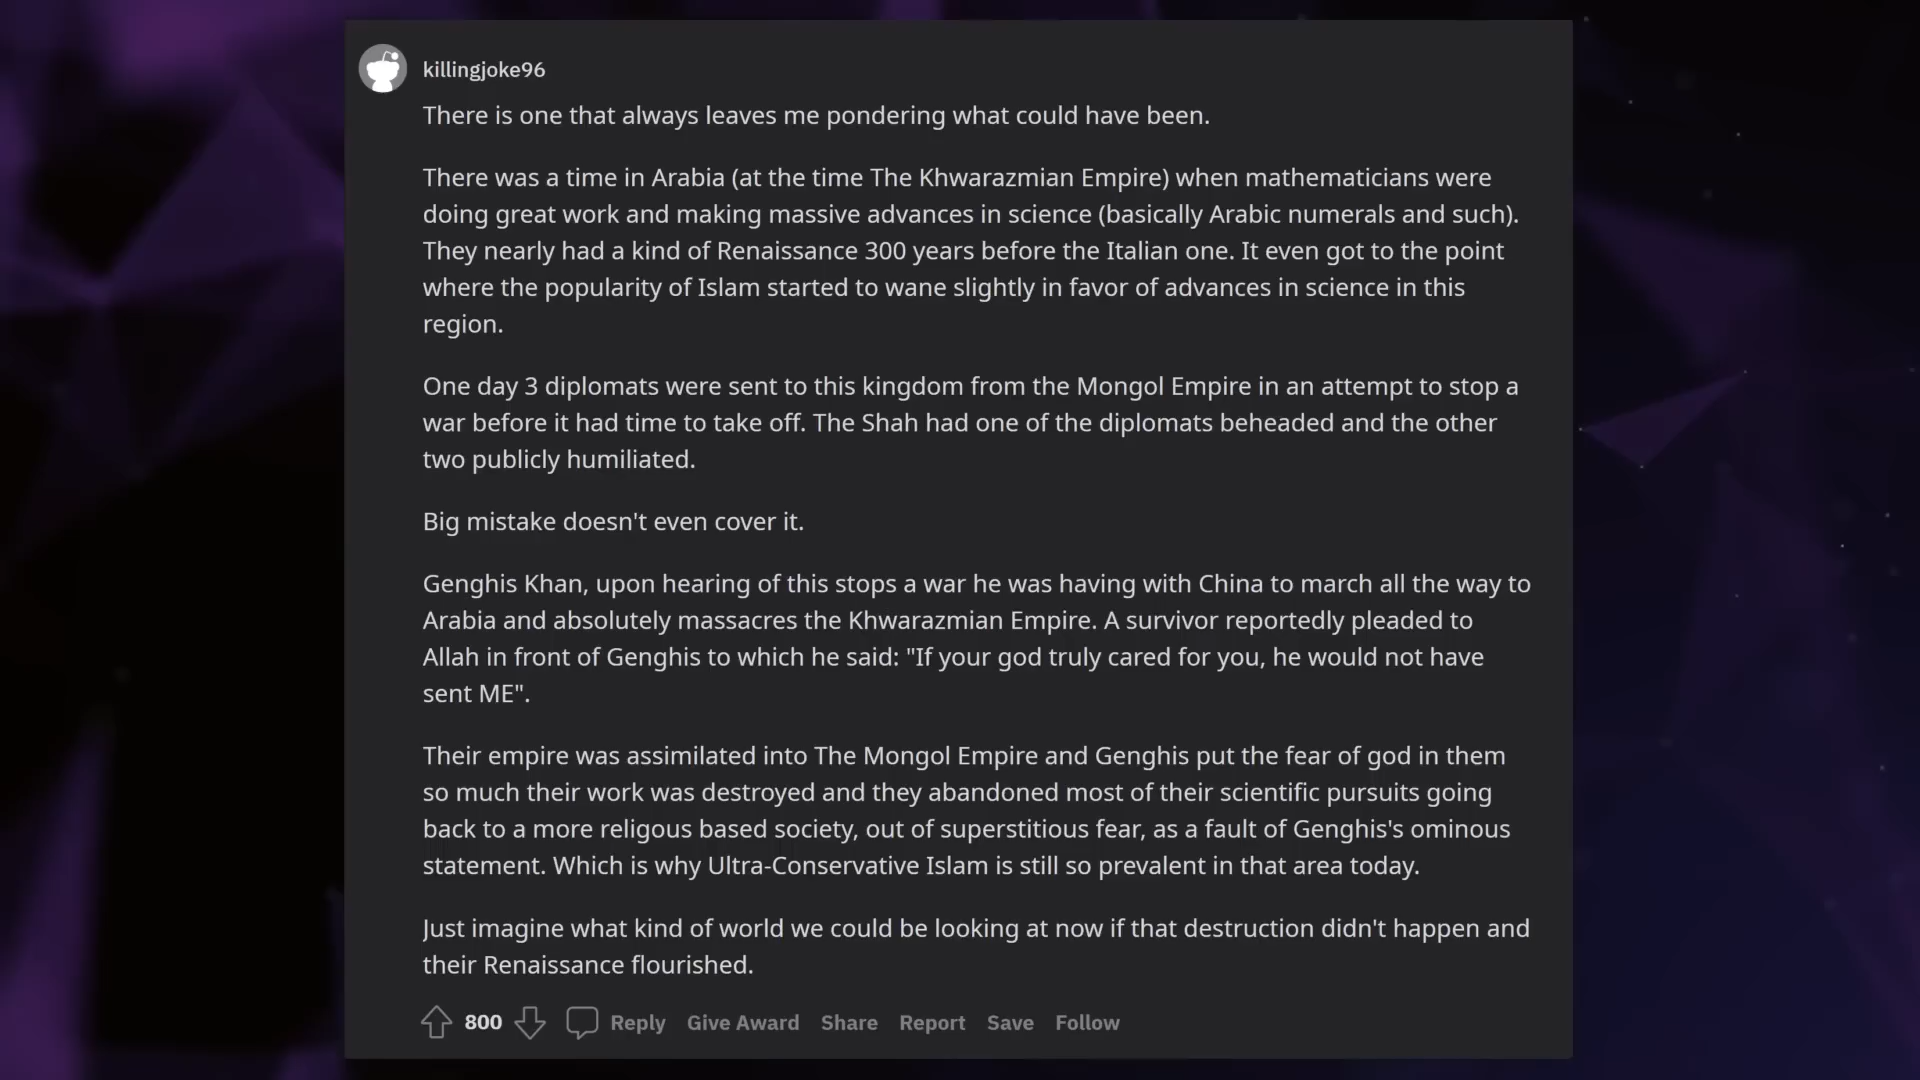 killingjoke96
There is one that always leaves me pondering what could have been.
There was a time in Arabia (at the time The Khwarazmian Empire) when mathematicians were
doing great work and making massive advances in science (basically Arabic numerals and such).
They nearly had a kind of Renaissance 300 years before the Italian one. It even got to the point
where the popularity of Islam started to wane slightly in favor of advances in science in this
region.
One day 3 diplomats were sent to this kingdom from the Mongol Empire in an attempt to stop a
war before it had time to take off. The Shah had one of the diplomats beheaded and the other
two publicly humiliated.
Big mistake doesn't even cover it.
Genghis Khan, upon hearing of this stops a war he was having with China to march all the way to
Arabia and absolutely massacres the Khwarazmian Empire. A survivor reportedly pleaded to
Allah in front of Genghis to which he said: "If your god truly cared for you, he would not have
sent ME".
Their empire was assimilated into The Mongol Empire and Genghis put the fear of god in them
so much their work was destroyed and they abandoned most of their scientific pursuits going
back to a more religous based society, out of superstitious fear, as a fault of Genghis's ominous
statement. Which is why Ultra-Conservative Islam is still so prevalent in that area today.
Just imagine what kind of world we could be looking at now if that destruction didn't happen and
their Renaissance flourished.
800 Reply Give Award Share Report Save Follow